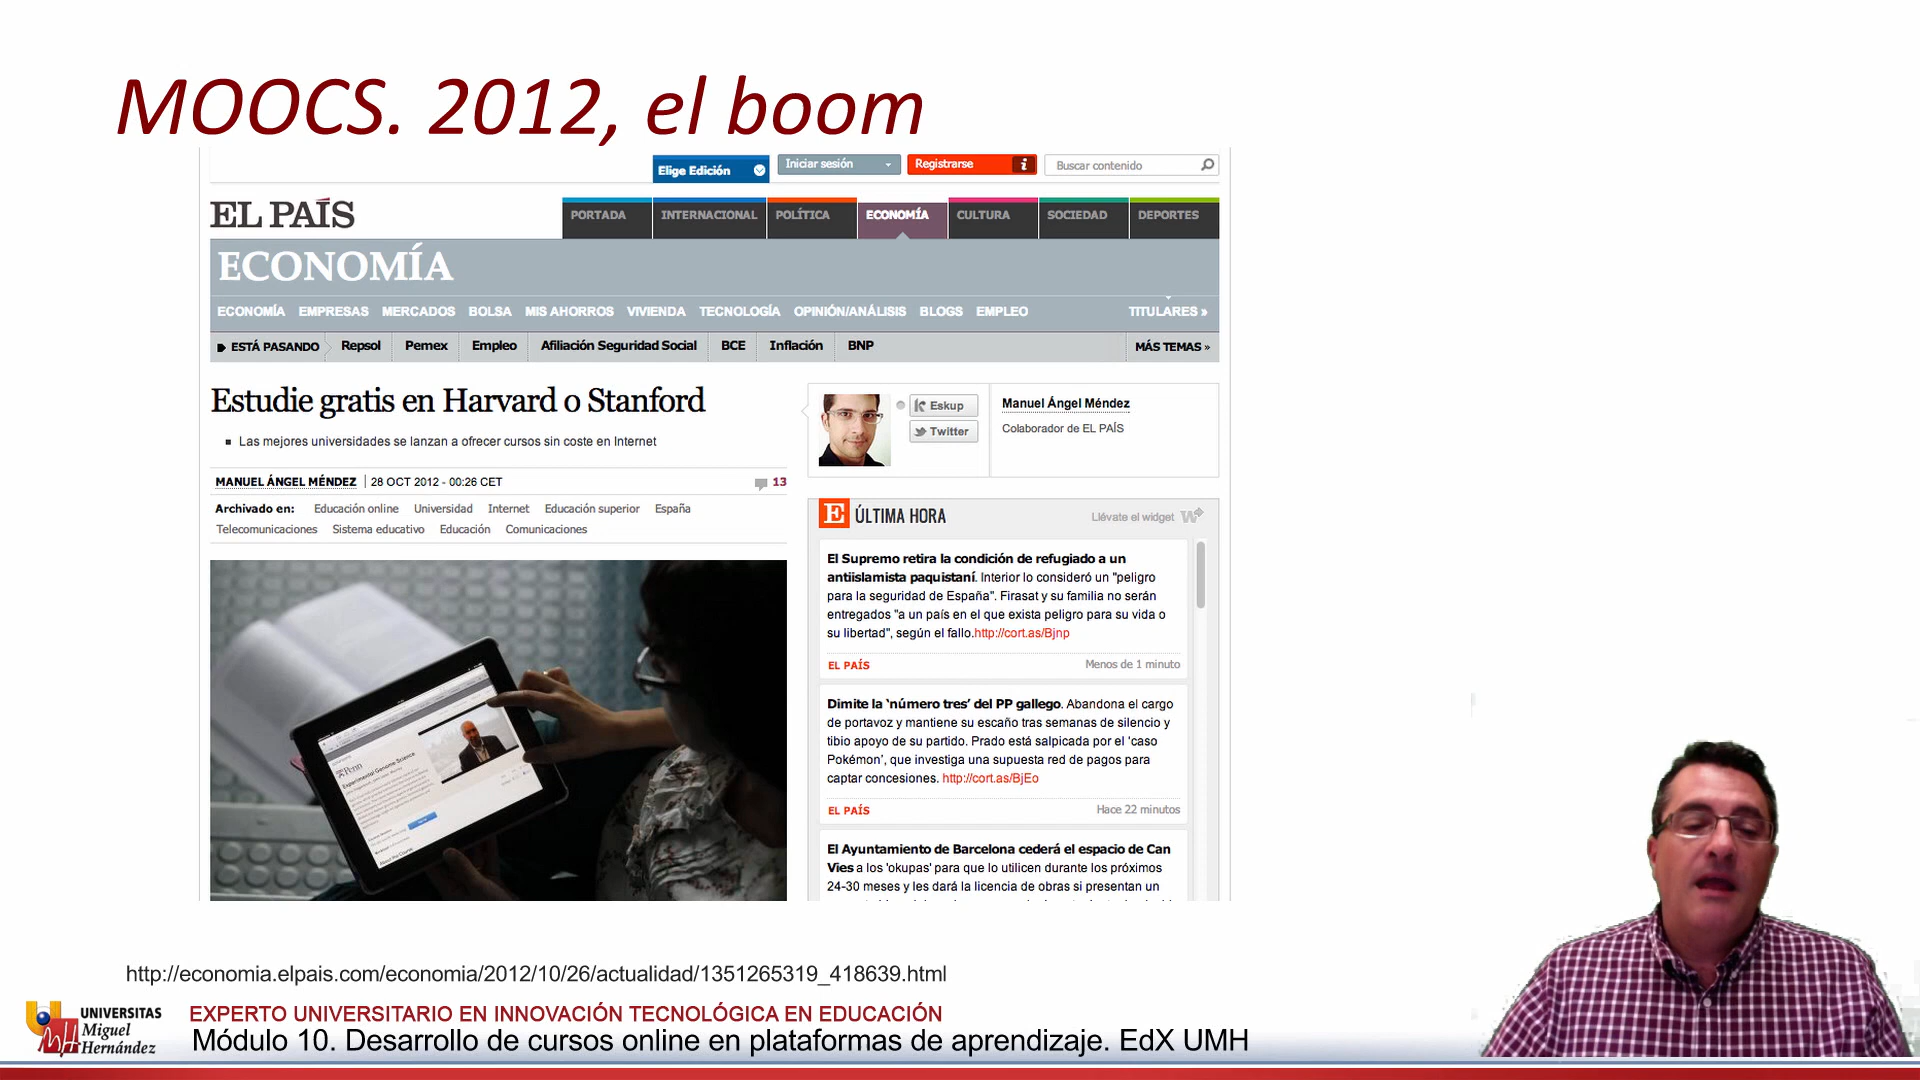 MOOCS. 2012, el boom
Elige Edición
Iniciar sesión
Registrarse
i
Buscar contenido
EL PAÍS
PORTADA
INTERNACIONAL
POLÍTICA
ECONOMÍA
CULTURA
SOCIEDAD
DEPORTES
ECONOMÍA
ECONOMÍA EMPRESAS MERCADOS BOLSA MIS AHORROS VIVIENDA TECNOLOGÍA OPINIÓN/ANÁLISIS BLOGS EMPLEO TITULARES »
ESTÁ PASANDO Repsol Pemex Empleo Afiliación Seguridad Social BCE Inflación BNP MÁS TEMAS »
Estudie gratis en Harvard o Stanford
Las mejores universidades se lanzan a ofrecer cursos sin coste en Internet
MANUEL ÁNGEL MÉNDEZ | 28 OCT 2012 - 00:26 CET 13
Archivado en: Educación online Universidad Internet Educación superior España
Telecomunicaciones Sistema educativo Educación Comunicaciones
Penn
Experimental Genome Science
Eskup
Twitter
Manuel Ángel Méndez
Colaborador de EL PAÍS
E ÚLTIMA HORA
Llévate el widget
El Supremo retira la condición de refugiado a un
antiislamista paquistaní. Interior lo consideró un "peligro
para la seguridad de España". Firasat y su familia no serán
entregados "a un país en el que exista peligro para su vida o
su libertad", según el fallo.http://cort.as/Bjnp
EL PAÍS Menos de 1 minuto
Dimite la 'número tres' del PP gallego. Abandona el cargo
de portavoz y mantiene su escaño tras semanas de silencio y
tibio apoyo de su partido. Prado está salpicada por el 'caso
Pokémon', que investiga una supuesta red de pagos para
captar concesiones. http://cort.as/BjEo
EL PAÍS Hace 22 minutos
El Ayuntamiento de Barcelona cederá el espacio de Can
Vies a los 'okupas' para que lo utilicen durante los próximos
24-30 meses y les dará la licencia de obras si presentan un
http://economia.elpais.com/economia/2012/10/26/actualidad/1351265319_418639.html
UNIVERSITAS
Miguel
Hernández
EXPERTO UNIVERSITARIO EN INNOVACIÓN TECNOLÓGICA EN EDUCACIÓN
Módulo 10. Desarrollo de cursos online en plataformas de aprendizaje. EdX UMH